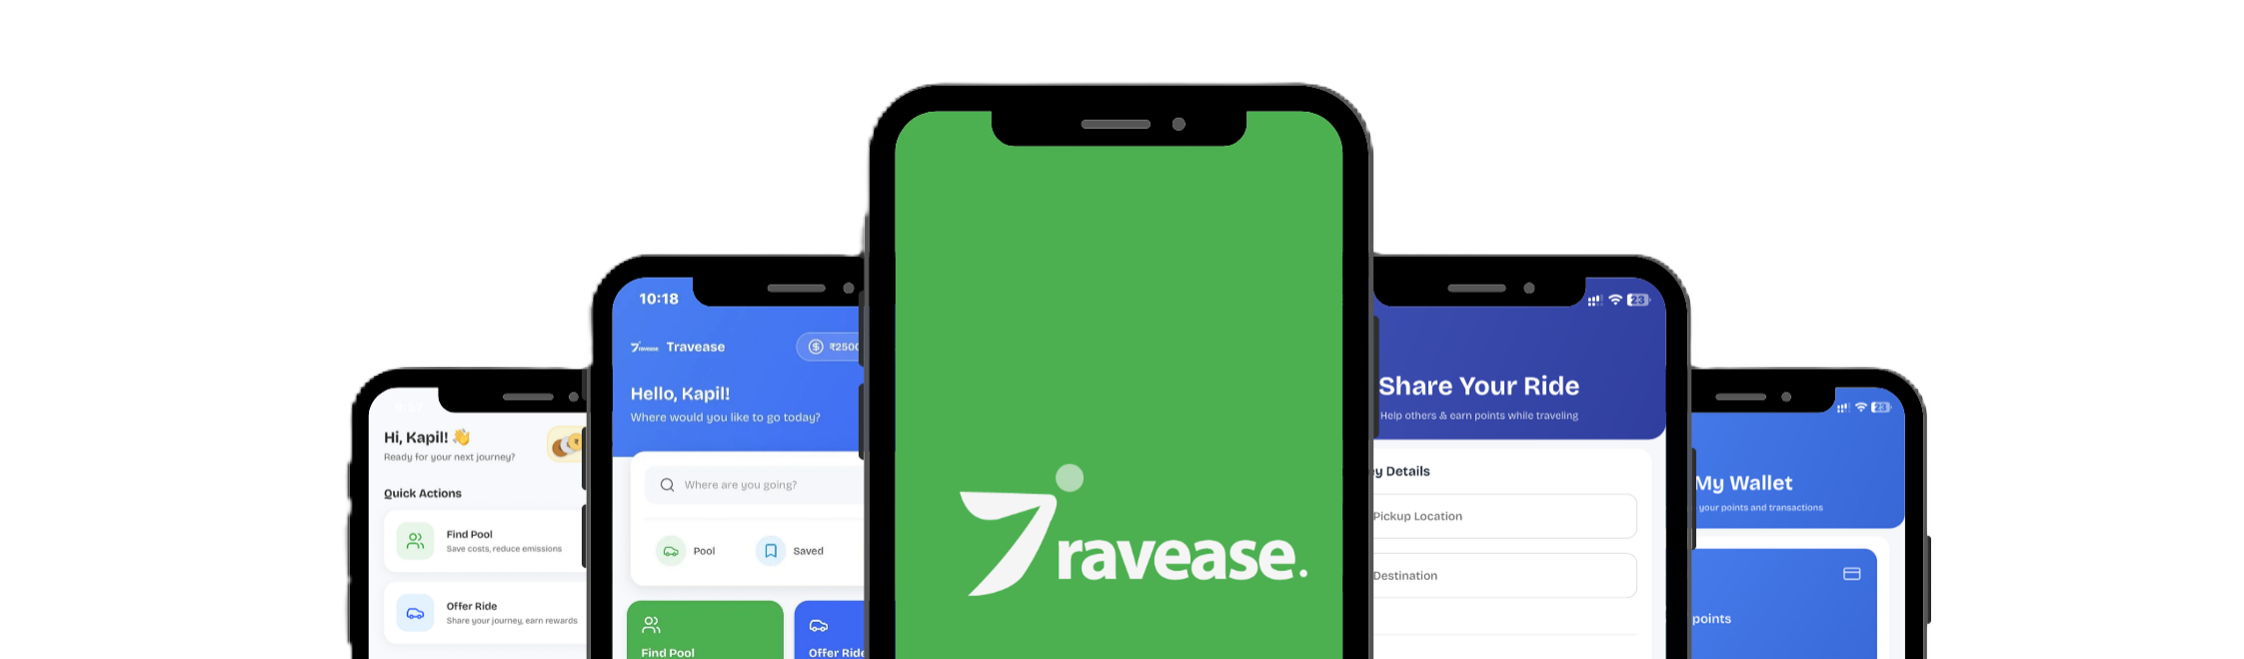 Hi, Kapil! 👋
Ready for your next journey?
Quick Actions
Find Pool
Save costs, reduce emissions
Offer Ride
Share your journey, earn rewards
10:18
Travease
Travease
₹2500
Hello, Kapil!
Where would you like to go today?
Where are you going?
Pool
Saved
Find Pool
Offer Ride
Travease.
23
Share Your Ride
Help others & earn points while traveling
y Details
Pickup Location
Destination
23
My Wallet
your points and transactions
points